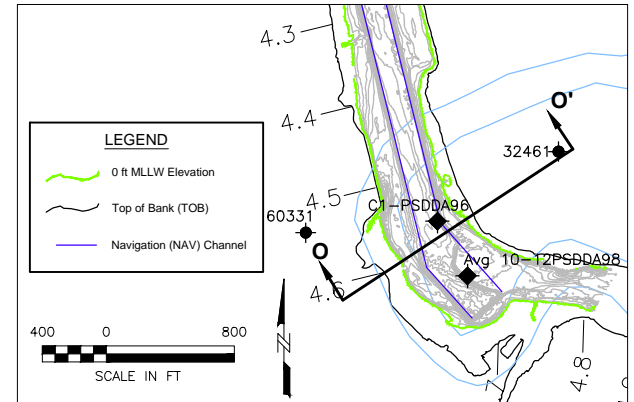 4.3
4.4
O'
32461
LEGEND
0 ft MLLW Elevation
Top of Bank (TOB)
Navigation (NAV) Channel
4.5
C1-PSDDA96
60331
O
Avg 10-12PSDDA98
4.6
400 0 800
SCALE IN FT
N
4.8